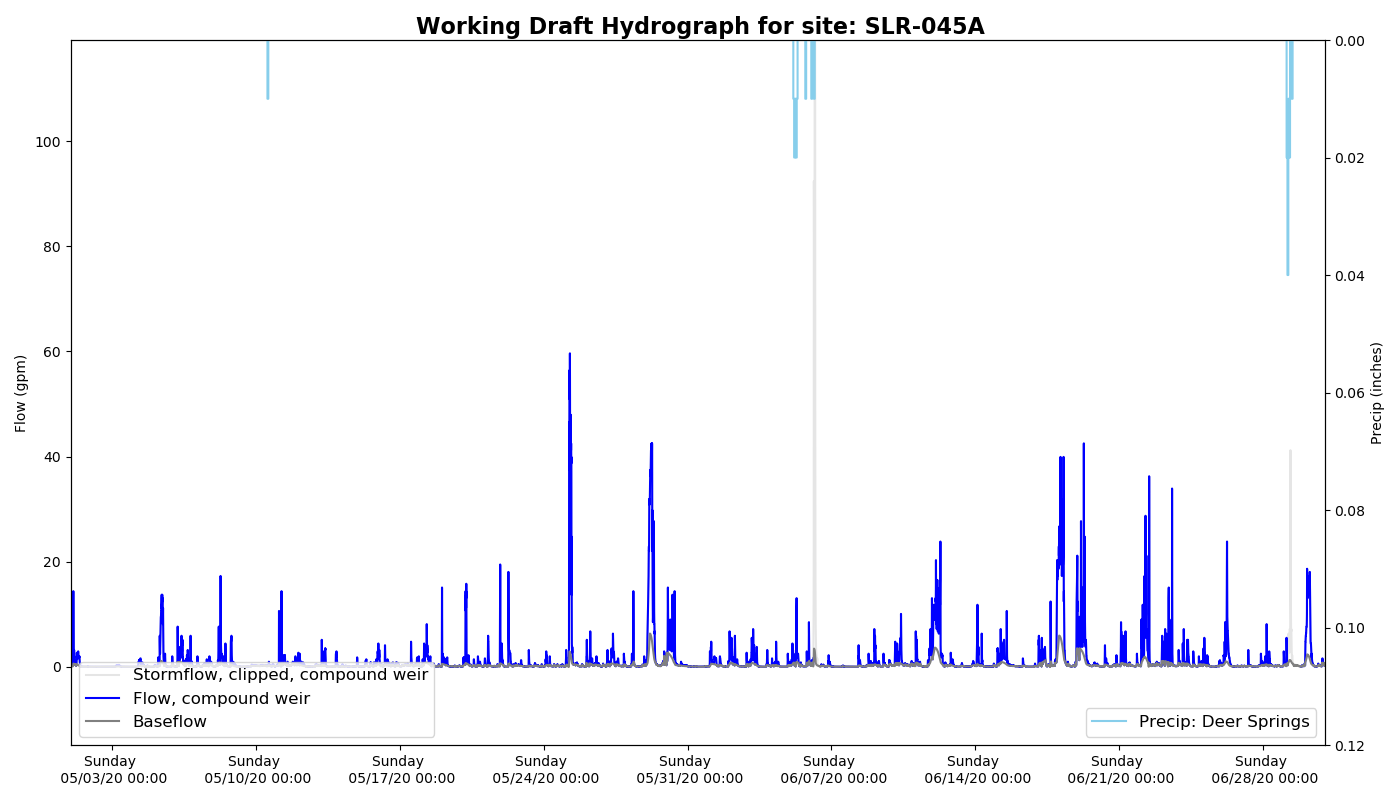 Working Draft Hydrograph for site: SLR-045A
0.00
100
0.02
80
0.04
60
Flow (gpm)
Precip (inches)
0.06
40
0.08
20
0.10
0
Stormflow, clipped, compound weir
Flow, compound weir
Baseflow
Precip: Deer Springs
0.12
Sunday Sunday Sunday Sunday Sunday Sunday Sunday Sunday Sunday
05/03/20 00:00 05/10/20 00:00 05/17/20 00:00 05/24/20 00:00 05/31/20 00:00 06/07/20 00:00 06/14/20 00:00 06/21/20 00:00 06/28/20 00:00